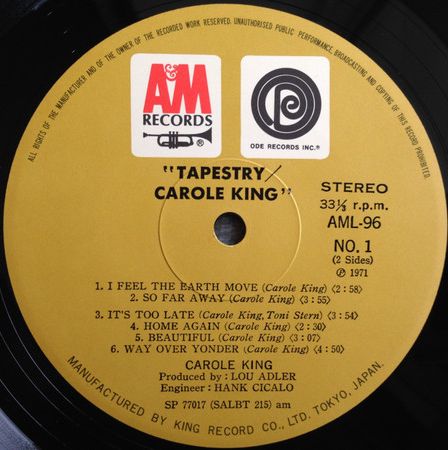 ALL RIGHTS OF THE MANUFACTURER AND OF THE OWNER OF THE RECORDED WORK RESERVED. UNAUTHORISED PUBLIC PERFORMANCE, BROADCASTING AND COPYING OF THIS RECORD PROHIBITED.
A&M
RECORDS
ODE RECORDS INC.®
"TAPESTRY/
CAROLE KING"
STEREO
33⅓ r.p.m.
AML-96
NO. 1
(2 Sides)
℗ 1971
1. I FEEL THE EARTH MOVE (Carole King) (2:58)
2. SO FAR AWAY (Carole King) (3:55)
3. IT'S TOO LATE (Carole King, Toni Stern) (3:54)
4. HOME AGAIN (Carole King) (2:30)
5. BEAUTIFUL (Carole King) (3:07)
6. WAY OVER YONDER (Carole King) (4:50)
CAROLE KING
Produced by : LOU ADLER
Engineer : HANK CICALO
SP 77017 (SALBT 215) am
MANUFACTURED BY KING RECORD CO., LTD. TOKYO, JAPAN.